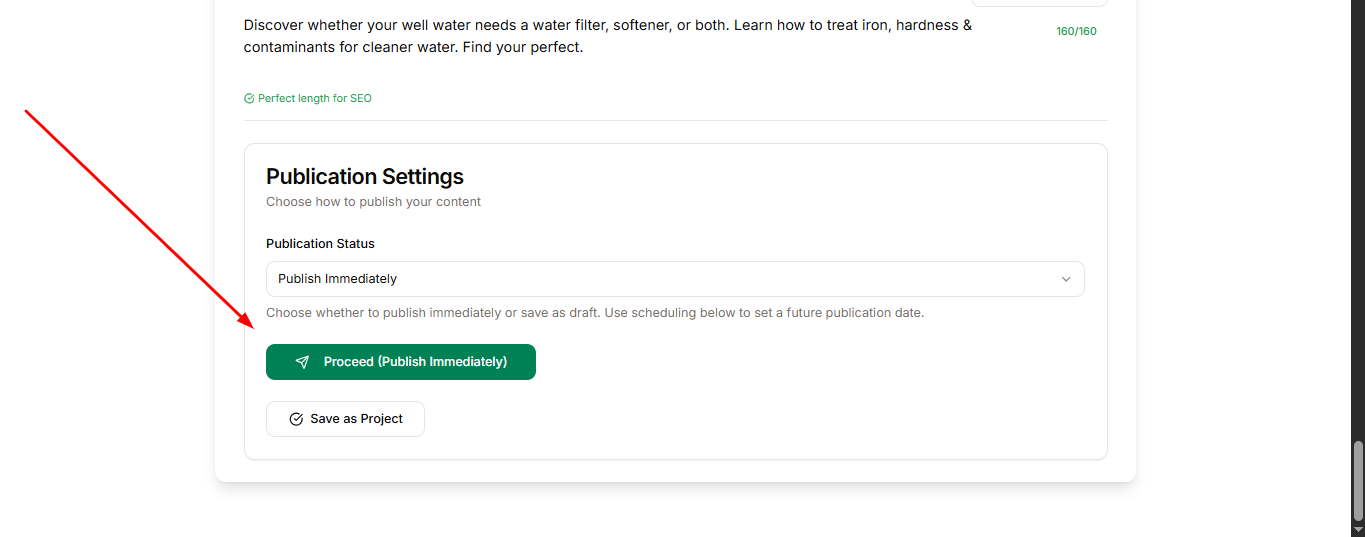 Discover whether your well water needs a water filter, softener, or both. Learn how to treat iron, hardness &
160/160
contaminants for cleaner water. Find your perfect.
Perfect length for SEO
Publication Settings
Choose how to publish your content
Publication Status
Publish Immediately
Choose whether to publish immediately or save as draft. Use scheduling below to set a future publication date.
Proceed (Publish Immediately)
Save as Project